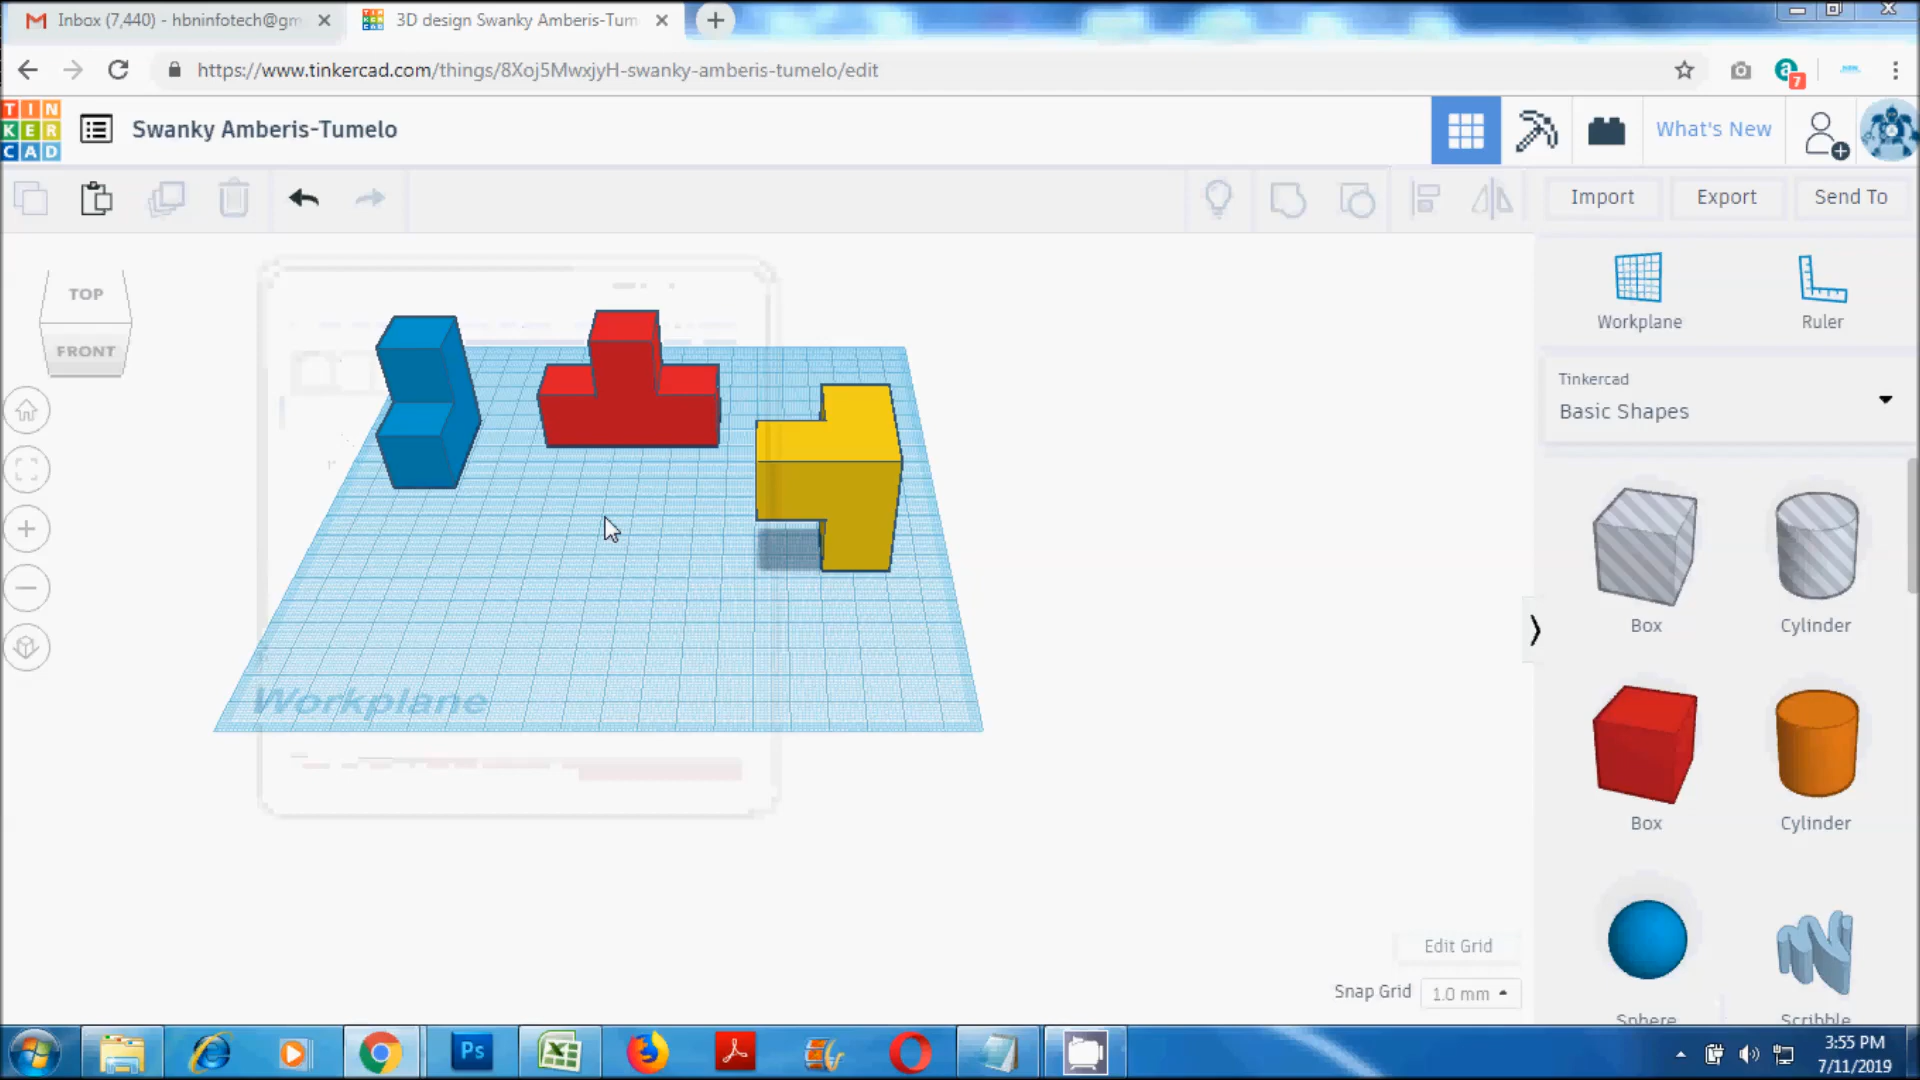 Inbox (7,440) - hbninfotech@gm
3D design Swanky Amberis-Tum
https://www.tinkercad.com/things/8Xoj5MwxjyH-swanky-amberis-tumelo/edit
7
TIN
KER
CAD
Swanky Amberis-Tumelo
What's New
Import
Export
Send To
TOP
FRONT
Workplane
Ruler
Tinkercad
Basic Shapes
Box
Cylinder
Box
Cylinder
Workplane
Edit Grid
Snap Grid
1.0 mm
Sphere
Scribble
Ps
3:55 PM
7/11/2019